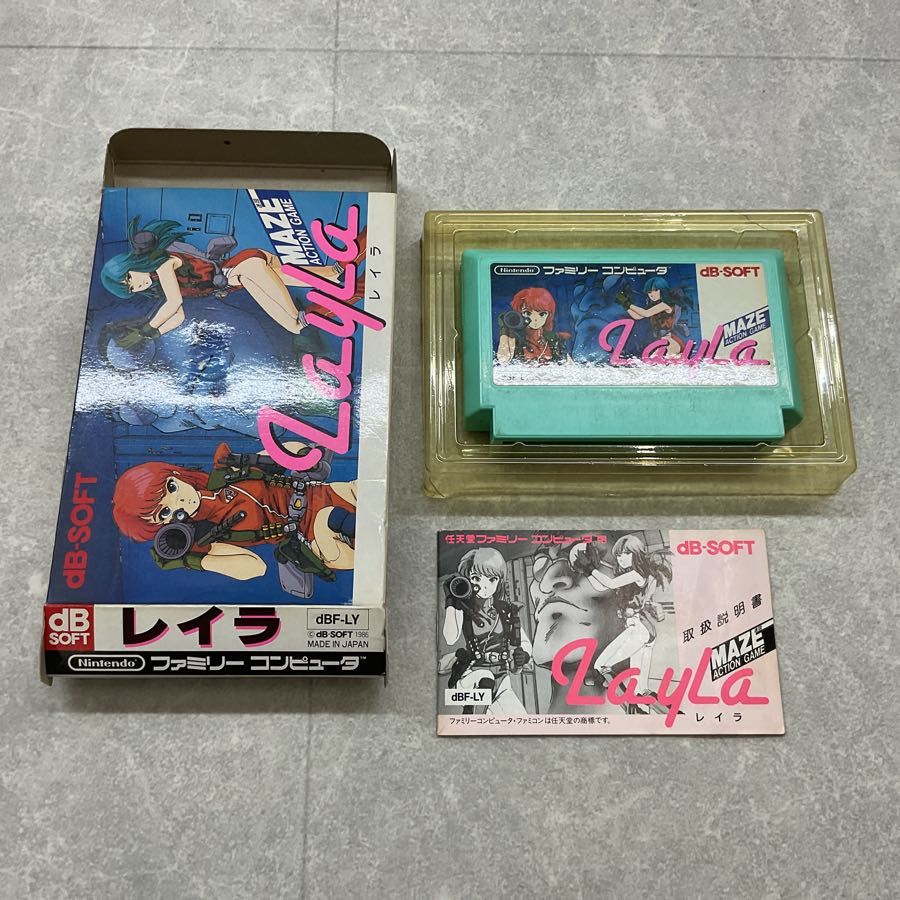 MAZE
ACTION GAME
LayLa
レイラ
dB-SOFT
dB
SOFT
レイラ
dBF-LY
© dB-SOFT 1986
MADE IN JAPAN
Nintendo ファミリー コンピュータ™
Nintendo ファミリー コンピュータ
dB-SOFT
MAZE
ACTION GAME
LayLa
任天堂ファミリー コンピュータ用
dB-SOFT
取扱説明書
MAZE
ACTION GAME
LayLa
レイラ
dBF-LY
ファミリーコンピュータ・ファミコンは任天堂の商標です。